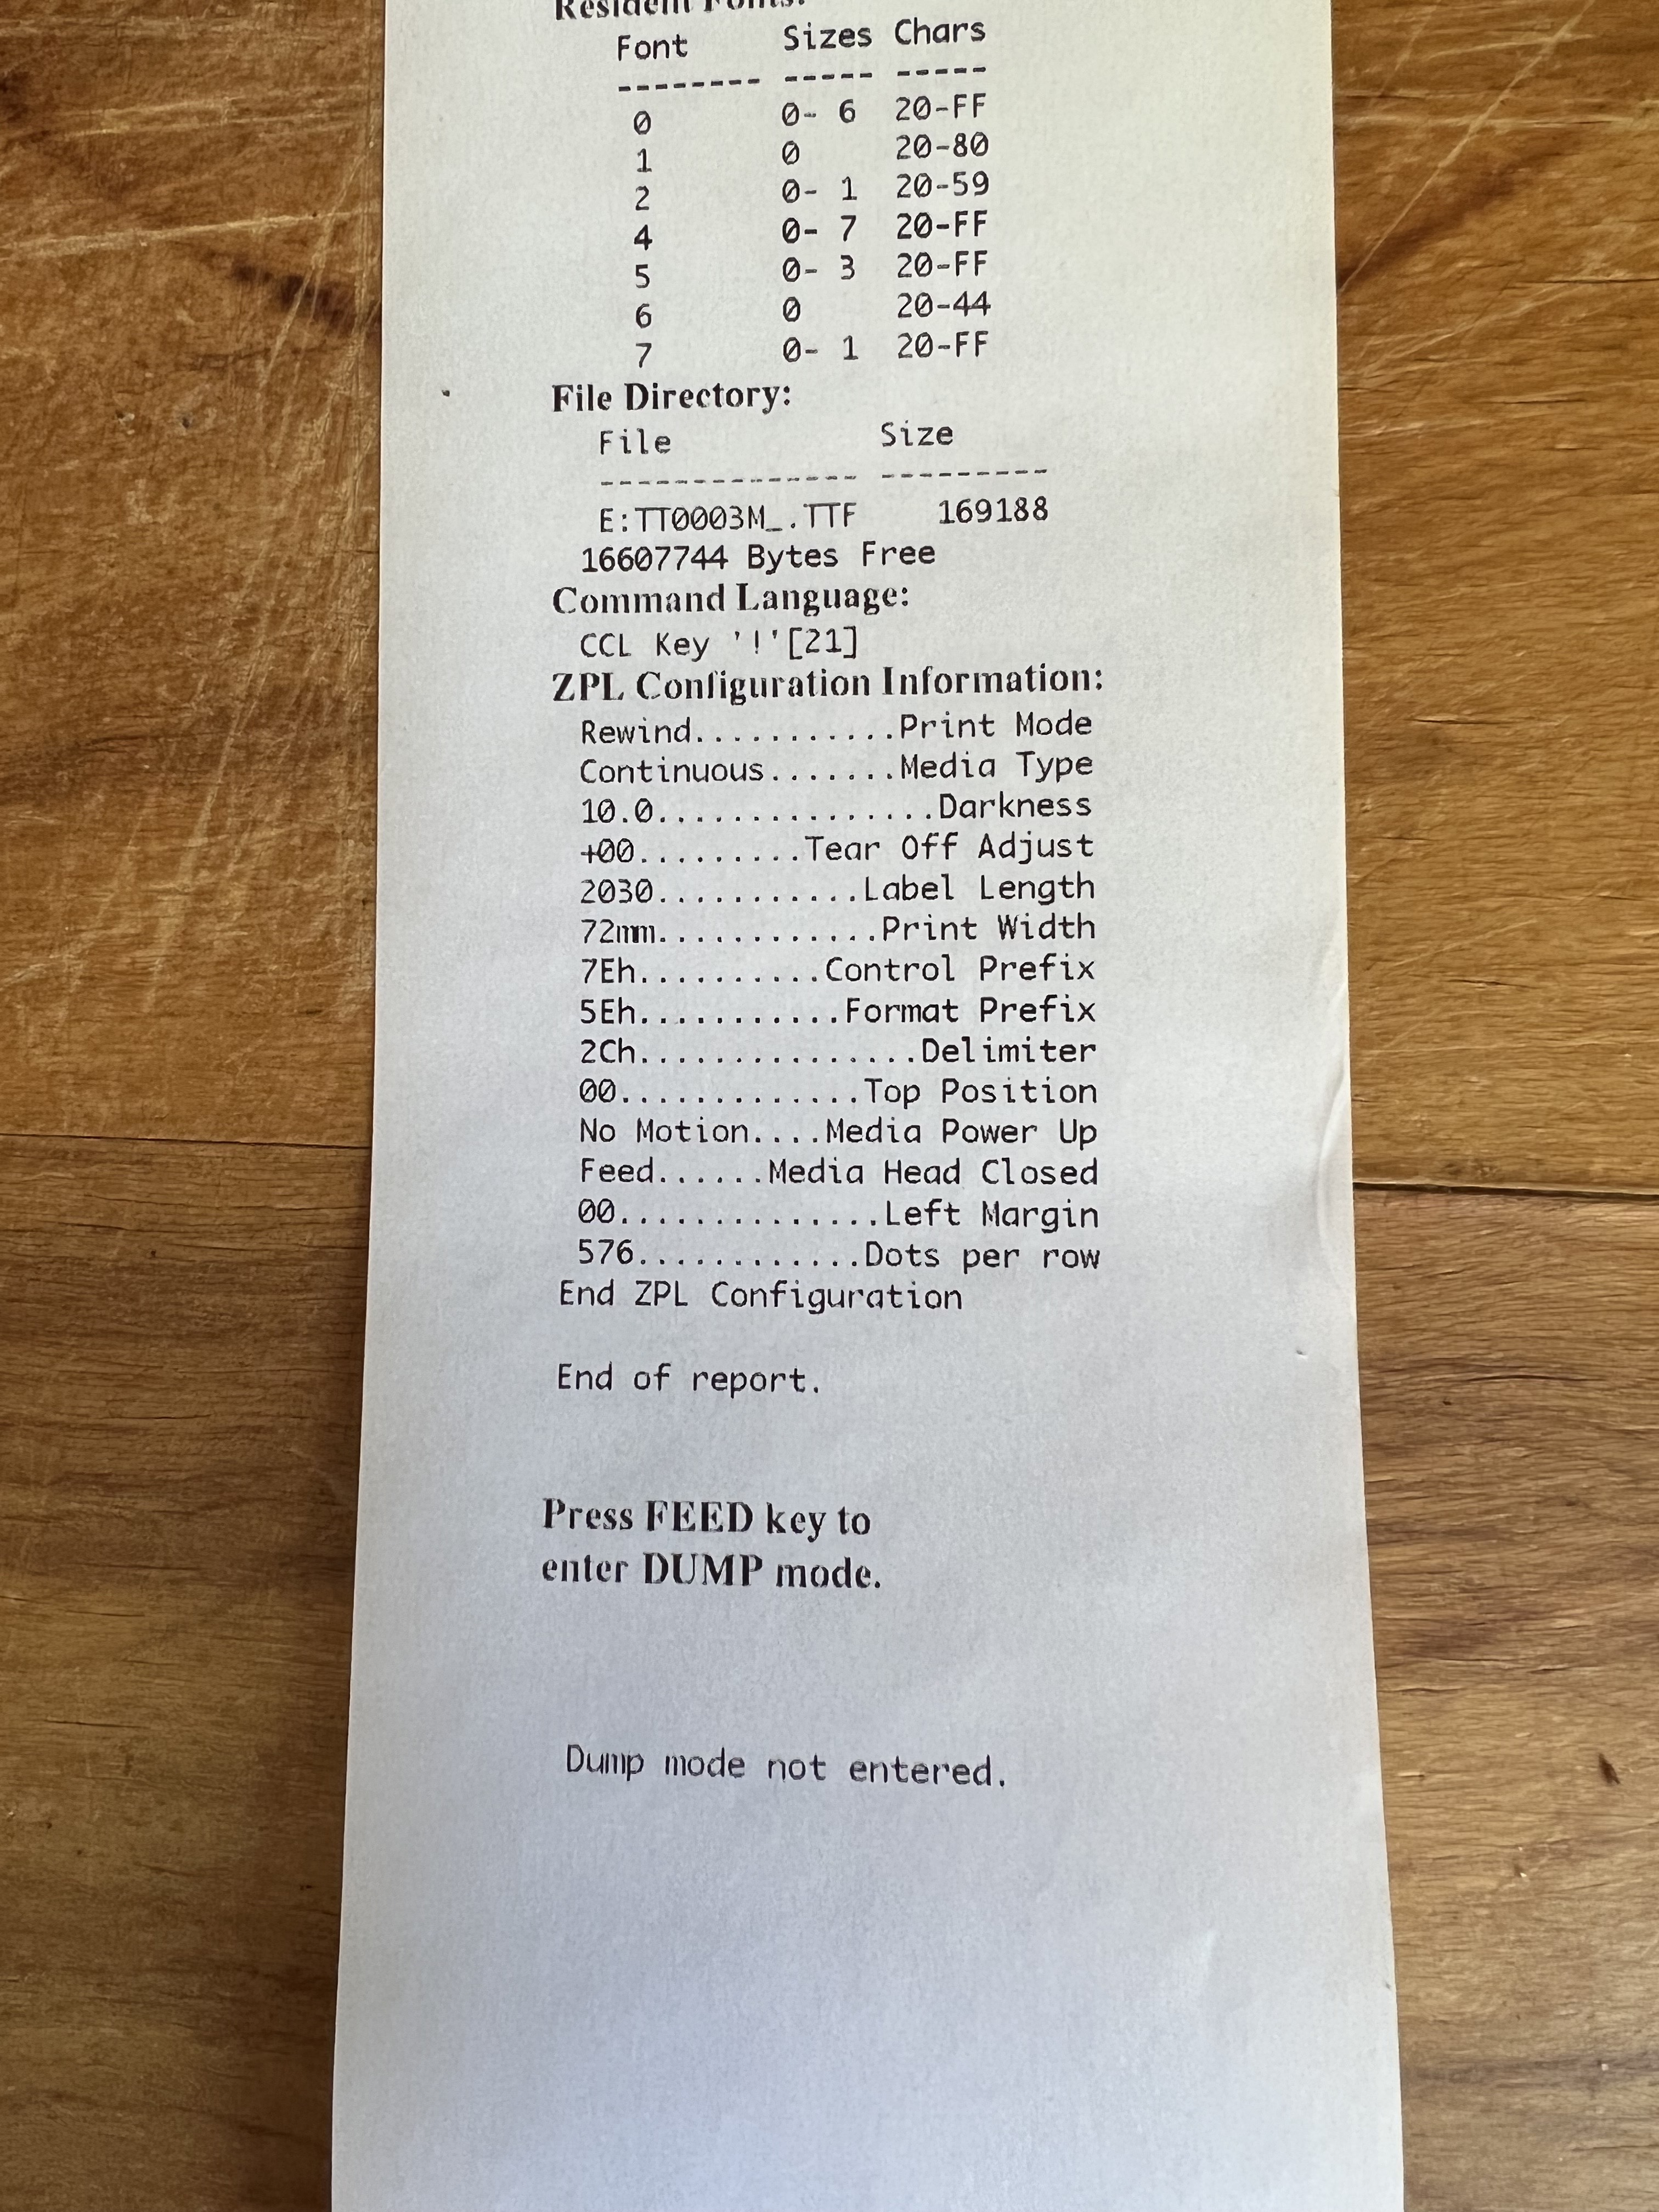 Resident Fonts:
Font Sizes Chars
-------- ----- -----
0 0- 6 20-FF
1 0 20-80
2 0- 1 20-59
4 0- 7 20-FF
5 0- 3 20-FF
6 0 20-44
7 0- 1 20-FF
File Directory:
File Size
-------------- ---------
E:TT0003M_.TTF 169188
16607744 Bytes Free
Command Language:
CCL Key '!'[21]
ZPL Configuration Information:
Rewind...........Print Mode
Continuous.......Media Type
10.0...............Darkness
+00.........Tear Off Adjust
2030...........Label Length
72mm............Print Width
7Eh..........Control Prefix
5Eh...........Format Prefix
2Ch...............Delimiter
00.............Top Position
No Motion....Media Power Up
Feed......Media Head Closed
00..............Left Margin
576............Dots per row
End ZPL Configuration
End of report.
Press FEED key to
enter DUMP mode.
Dump mode not entered.